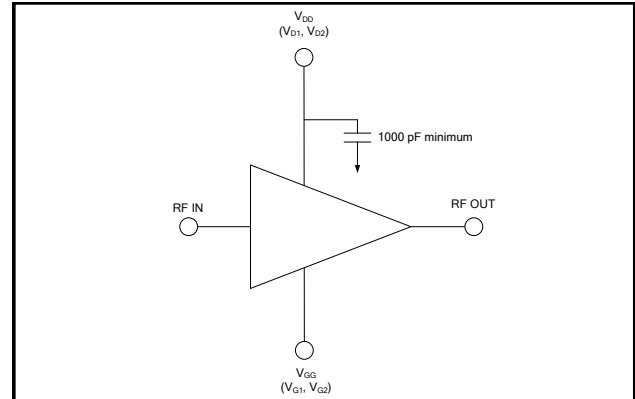 VDD
(VD1, VD2)
1000 pF minimum
RF IN
RF OUT
VGG
(VG1, VG2)